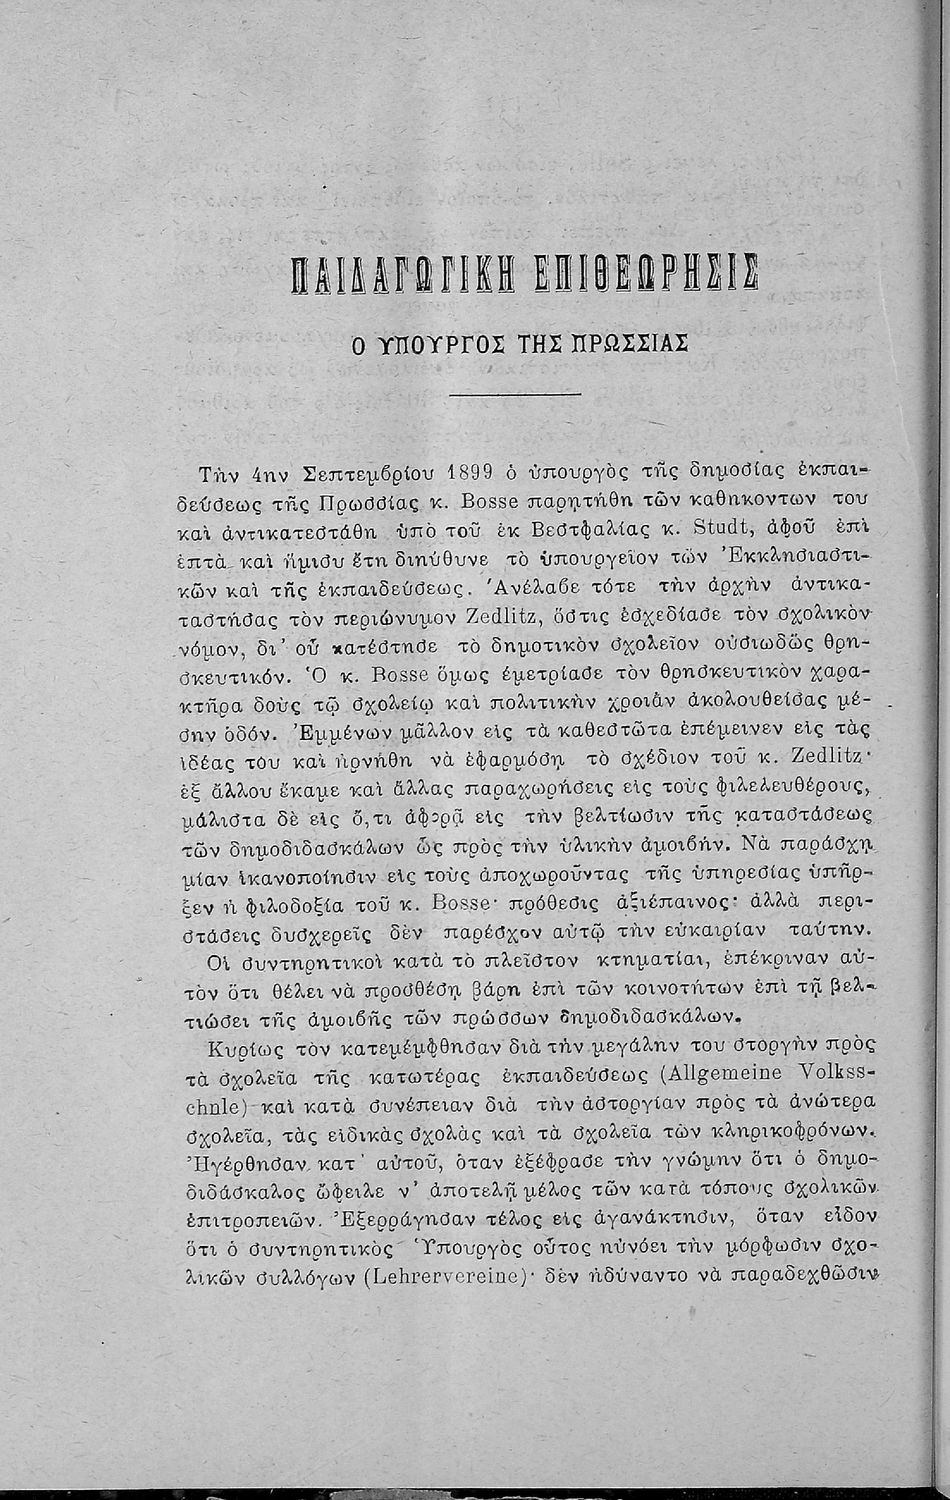 ΠΑΙΔΑΓΩΓΙΚΗ ΕΠΙΘΕΩΡΗΣΙΣ
Ο ΥΠΟΥΡΓΟΣ ΤΗΣ ΠΡΩΣΣΙΑΣ
Τὴν 4ην Σεπτεμβρίου 1899 ὁ ὑπουργὸς τῆς δημοσίας ἐκπαι-
δεύσεως τῆς Πρωσσίας κ. Bosse παρητήθη τῶν καθηκοντων του
καὶ ἀντικατεστάθη ὑπὸ τοῦ ἐκ Βεστφαλίας κ. Studt, ἀφοῦ ἐπὶ
ἑπτὰ καὶ ἥμισυ ἔτη διηύθυνε τὸ ὑπουργεῖον τῶν Ἐκκλησιαστι-
κῶν καὶ τῆς ἐκπαιδεύσεως. Ἀνέλαβε τότε τὴν ἀρχὴν ἀντικα-
ταστήσας τὸν περιώνυμον Zedlitz, ὅστις ἐσχεδίασε τὸν σχολικὸν
νόμον, δι' οὗ κατέστησε τὸ δημοτικὸν σχολεῖον οὐσιωδῶς θρη-
σκευτικόν. Ὁ κ. Bosse ὅμως ἐμετρίασε τὸν θρησκευτικὸν χαρα-
κτῆρα δοὺς τῷ σχολείῳ καὶ πολιτικὴν χροιὰν ἀκολουθείσας μέ-
σην ὁδόν. Ἐμμένων μᾶλλον εἰς τὰ καθεστῶτα ἐπέμεινεν εἰς τὰς
ἰδέας του καὶ ἠρνήθη νὰ ἐφαρμόσῃ τὸ σχέδιον τοῦ κ. Zedlitz·
ἐξ ἄλλου ἔκαμε καὶ ἄλλας παραχωρήσεις εἰς τοὺς φιλελευθέρους,
μάλιστα δὲ εἰς ὅ,τι ἀφορᾷ εἰς τὴν βελτίωσιν τῆς καταστάσεως
τῶν δημοδιδασκάλων ὡς πρὸς τὴν ὑλικὴν ἀμοιβήν. Νὰ παράσχῃ
μίαν ἱκανοποίησιν εἰς τοὺς ἀποχωροῦντας τῆς ὑπηρεσίας ὑπῆρ-
ξεν ἡ φιλοδοξία τοῦ κ. Bosse· πρόθεσις ἀξιέπαινος· ἀλλὰ περι-
στάσεις δυσχερεῖς δὲν παρέσχον αὐτῷ τὴν εὐκαιρίαν ταύτην.
Οἱ συντηρητικοὶ κατὰ τὸ πλεῖστον κτηματίαι, ἐπέκριναν αὐ-
τὸν ὅτι θέλει νὰ προσθέσῃ βάρη ἐπὶ τῶν κοινοτήτων ἐπὶ τῇ βελ-
τιώσει τῆς ἀμοιβῆς τῶν πρώσσων δημοδιδασκάλων.
Κυρίως τὸν κατεμέμφθησαν διὰ τὴν μεγάλην του στοργὴν πρὸς
τὰ σχολεῖα τῆς κατωτέρας ἐκπαιδεύσεως (Allgemeine Volkss-
chnle) καὶ κατὰ συνέπειαν διὰ τὴν ἀστοργίαν πρὸς τὰ ἀνώτερα
σχολεῖα, τὰς εἰδικὰς σχολὰς καὶ τὰ σχολεῖα τῶν κληρικοφρόνων.
Ἠγέρθησαν κατ' αὐτοῦ, ὁταν ἐξέφρασε τὴν γνώμην ὅτι ὁ δημο-
διδάσκαλος ὤφειλε ν' ἀποτελῇ μέλος τῶν κατὰ τόπους σχολικῶν
ἐπιτροπειῶν. Ἐξερράγησαν τέλος εἰς ἀγανάκτησιν, ὅταν εἶδον
ὅτι ὁ συντηρητικὸς Ὑπουργὸς οὗτος ηὐνόει τὴν μόρφωσιν σχο-
λικῶν συλλόγων (Lehrervereine)· δὲν ἠδύναντο νὰ παραδεχθῶσιν